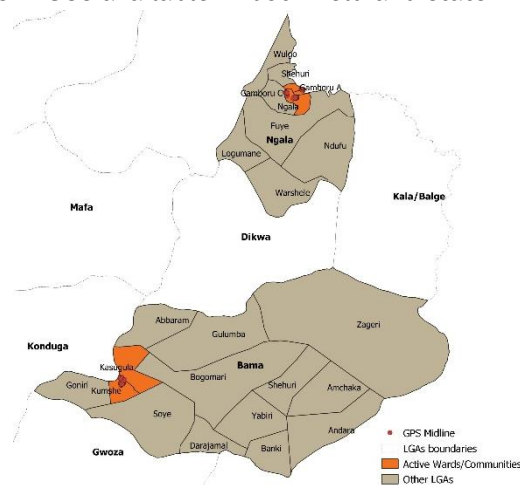 Wulgo
Shehuri
Gamboru A
Gamboru C
Ngala
Fuye
Ngala
Ndufu
Logumane
Warshele
Mafa
Kala/Balge
Dikwa
Zageri
Abbaram
Gulumba
Konduga
Kasugula
Bama
Bogomari
Shehuri
Goniri
Kumshe
Amchaka
Soye
Yabiri
Andara
Darajamal
Banki
Gwoza
GPS Midline
LGAs boundaries
Active Wards/Communities
Other LGAs